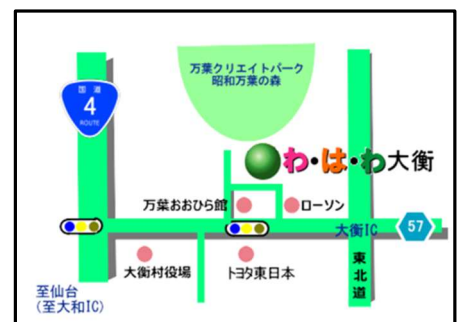 万葉クリエイトパーク
昭和万葉の森
国道
4
ROUTE
わ・は・わ大衡
万葉おおひら館
ローソン
大衡IC
57
大衡村役場
トヨタ東日本
東北道
至仙台
(至大和IC)